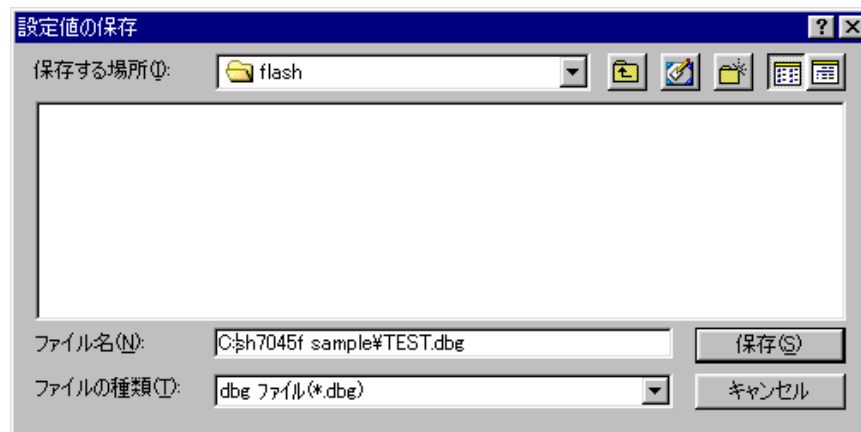 設定値の保存
保存する場所(I):
flash
ファイル名(N):
C:¥sh7045f sample¥TEST.dbg
保存(S)
ファイルの種類(T):
dbg ファイル(*.dbg)
キャンセル